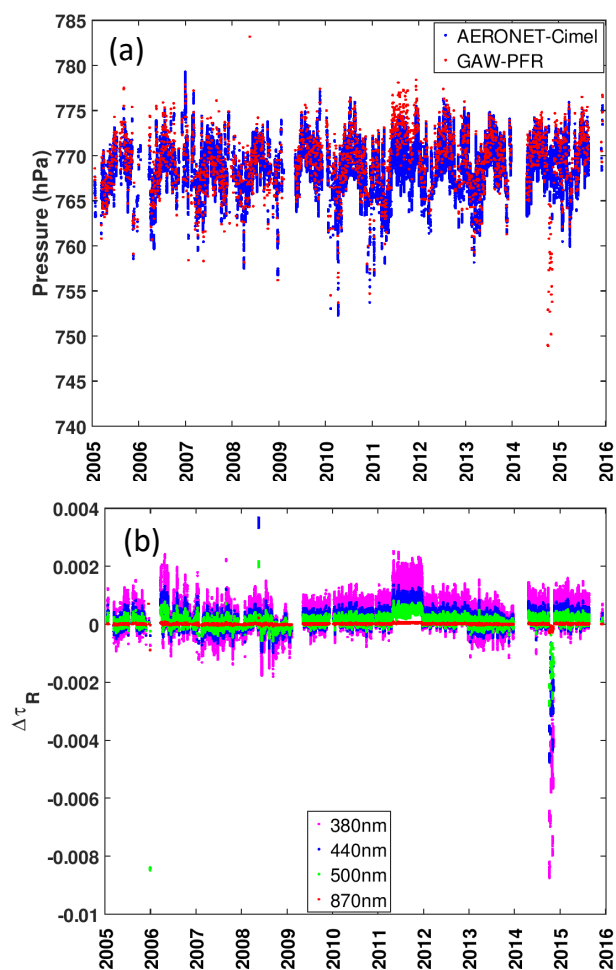 (a)
AERONET-Cimel
GAW-PFR
Pressure (hPa)
785
780
775
770
765
760
755
750
745
740
2005 2006 2007 2008 2009 2010 2011 2012 2013 2014 2015 2016
(b)
Δτ_R
0.004
0.002
0
-0.002
-0.004
-0.006
-0.008
-0.01
380nm
440nm
500nm
870nm
2005 2006 2007 2008 2009 2010 2011 2012 2013 2014 2015 2016